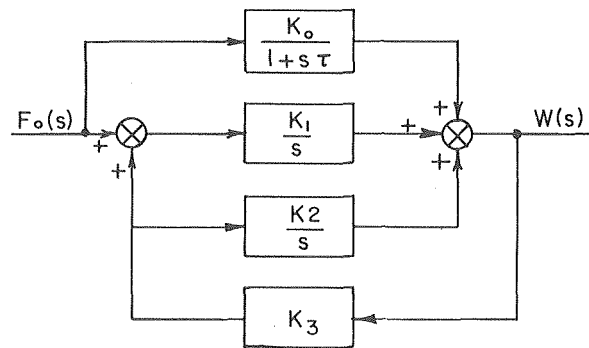 K₀
1+sτ
+
F₀(s)
W(s)
K₁
s
+
+
+
+
K2
s
K₃